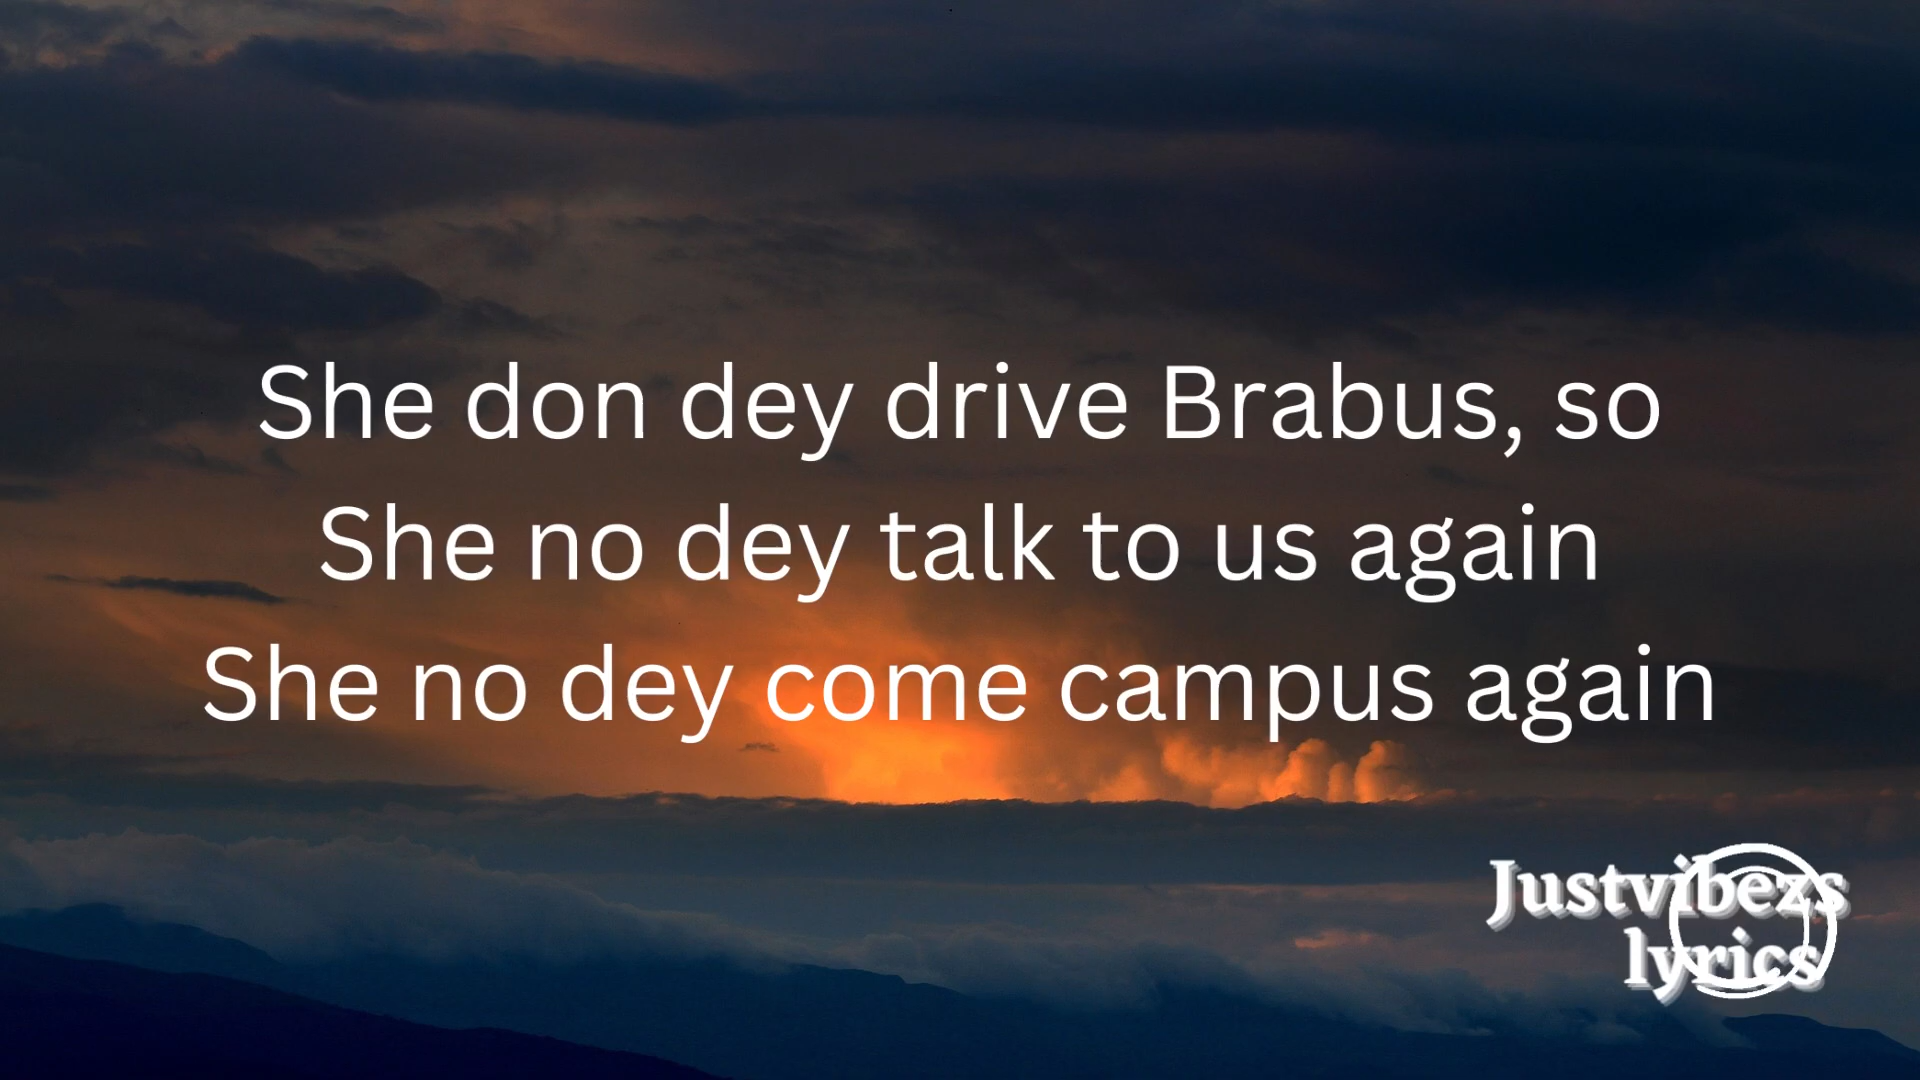 She don dey drive Brabus, so
She no dey talk to us again
She no dey come campus again
Justvibezs
lyrics